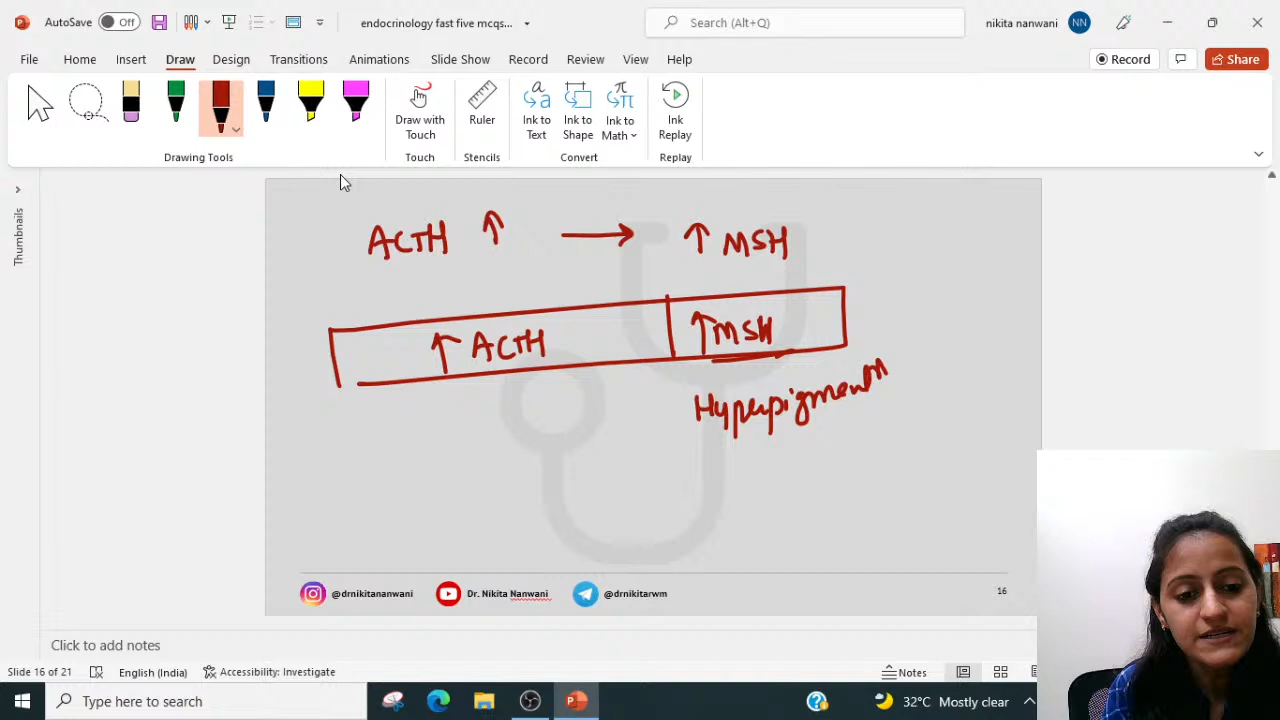 AutoSave Off endocrinology fast five mcqs... Search (Alt+Q) nikita nanwani NN
File Home Insert Draw Design Transitions Animations Slide Show Record Review View Help Record Share
Draw with Touch
Ruler
Ink to Text
Ink to Shape
Ink to Math
Ink Replay
Drawing Tools Touch Stencils Convert Replay
Thumbnails
ACTH ↑ → ↑ MSH
↑ ACTH ↑ MSH
Hyperpigmen
@drnikitananwani Dr. Nikita Nanwani @drnikitarwm 16
Click to add notes
Slide 16 of 21 English (India) Accessibility: Investigate Notes
Type here to search 32°C Mostly clear